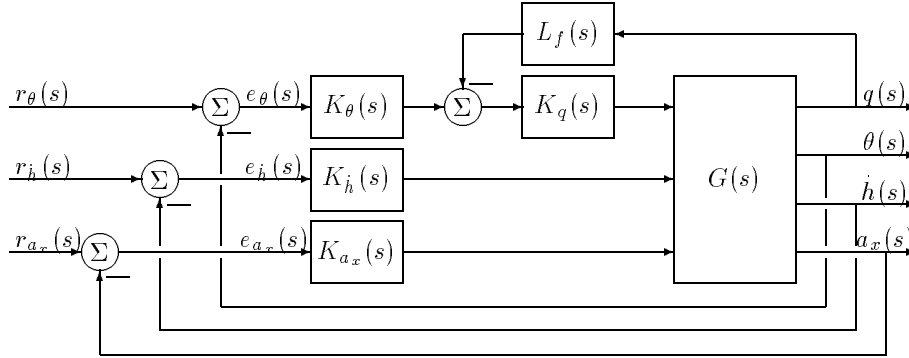 L_f(s)
r_θ(s) Σ e_θ(s) K_θ(s) Σ K_q(s) q(s)
θ(s)
r_ḣ(s) Σ e_ḣ(s) K_ḣ(s) G(s) ḣ(s)
r_{a_x}(s) Σ e_{a_x}(s) K_{a_x}(s) a_x(s)